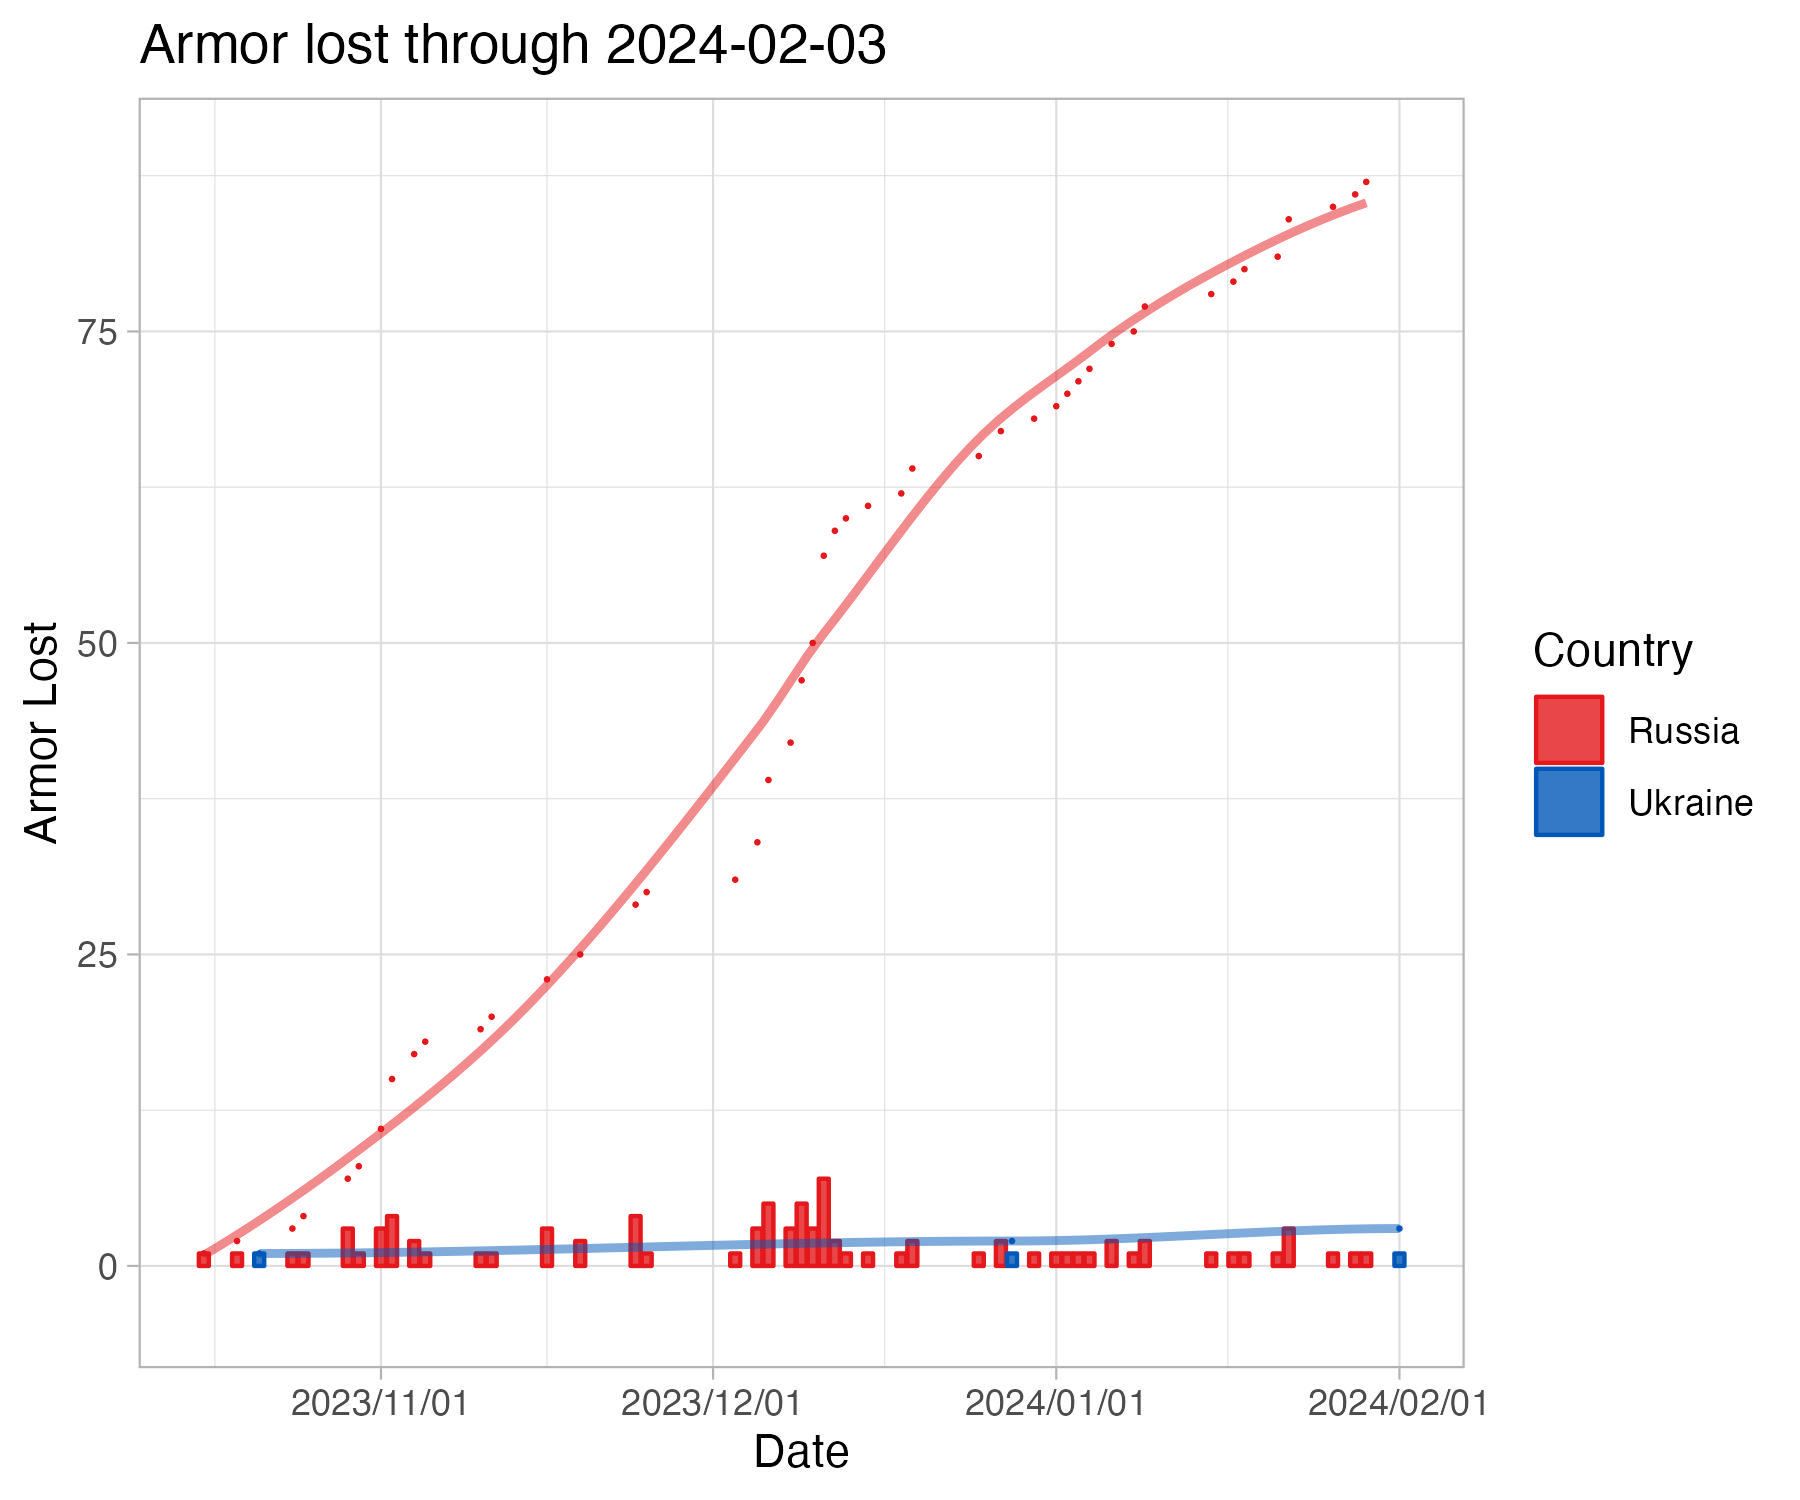 Armor lost through 2024-02-03
Armor Lost
75
50
25
0
2023/11/01
2023/12/01
2024/01/01
2024/02/01
Date
Country
Russia
Ukraine